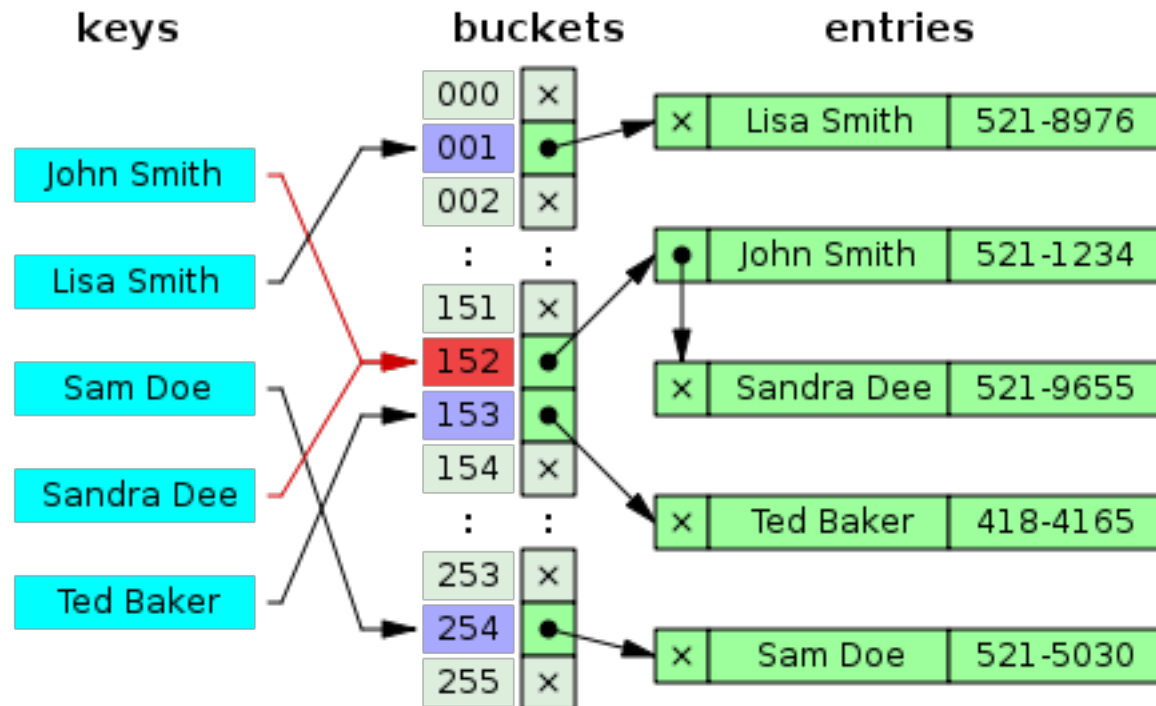 keys buckets entries
000 ×
Lisa Smith 521-8976
001
John Smith
002 ×
: :
John Smith 521-1234
Lisa Smith
151 ×
152
Sam Doe
Sandra Dee 521-9655
153
154 ×
Sandra Dee
: :
Ted Baker 418-4165
253 ×
Ted Baker
254
Sam Doe 521-5030
255 ×